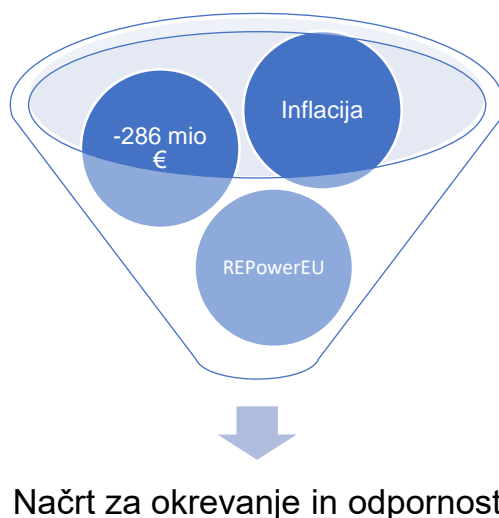 Inflacija
-286 mio
€
REPowerEU
Načrt za okrevanje in odpornost